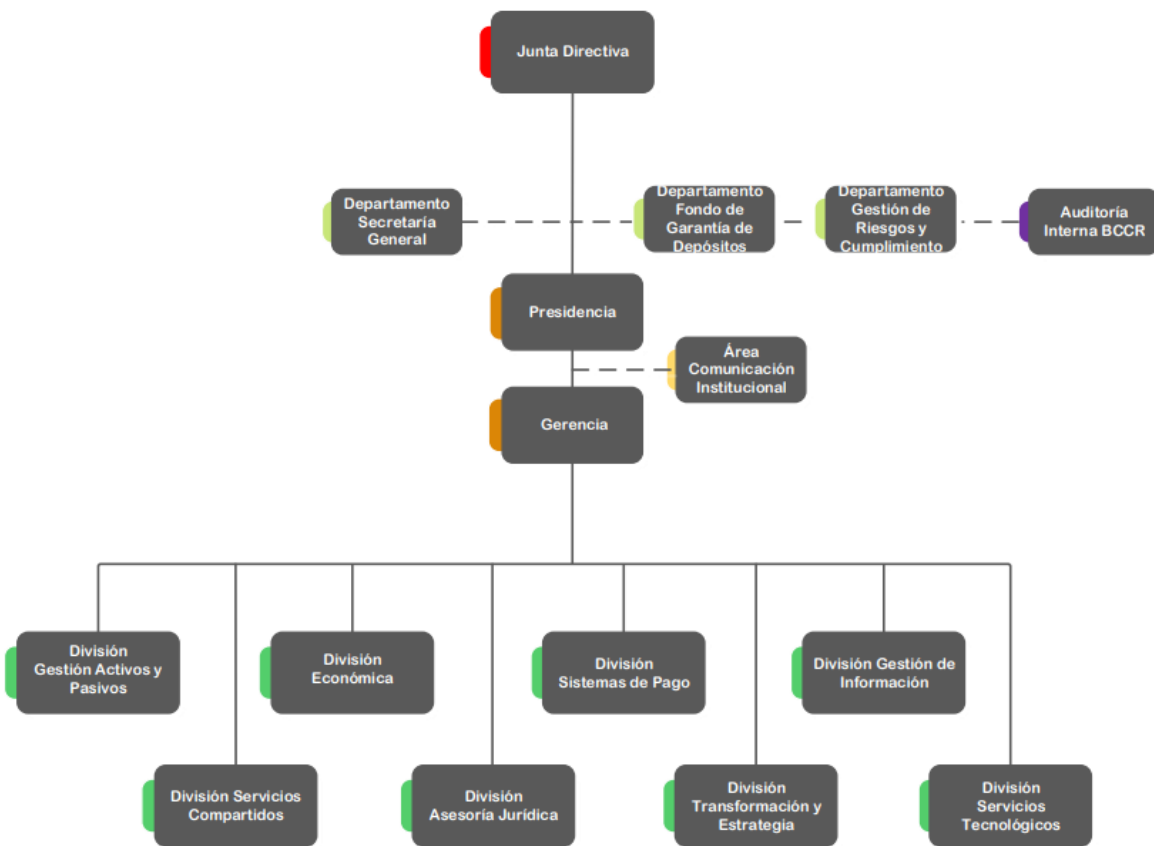 Junta Directiva
Departamento
Secretaría
General
Departamento
Fondo de
Garantía de
Depósitos
Departamento
Gestión de
Riesgos y
Cumplimiento
Auditoría
Interna BCCR
Presidencia
Área
Comunicación
Institucional
Gerencia
División
Gestión Activos y
Pasivos
División
Económica
División
Sistemas de Pago
División Gestión de
Información
División Servicios
Compartidos
División
Asesoría Jurídica
División
Transformación y
Estrategia
División
Servicios
Tecnológicos